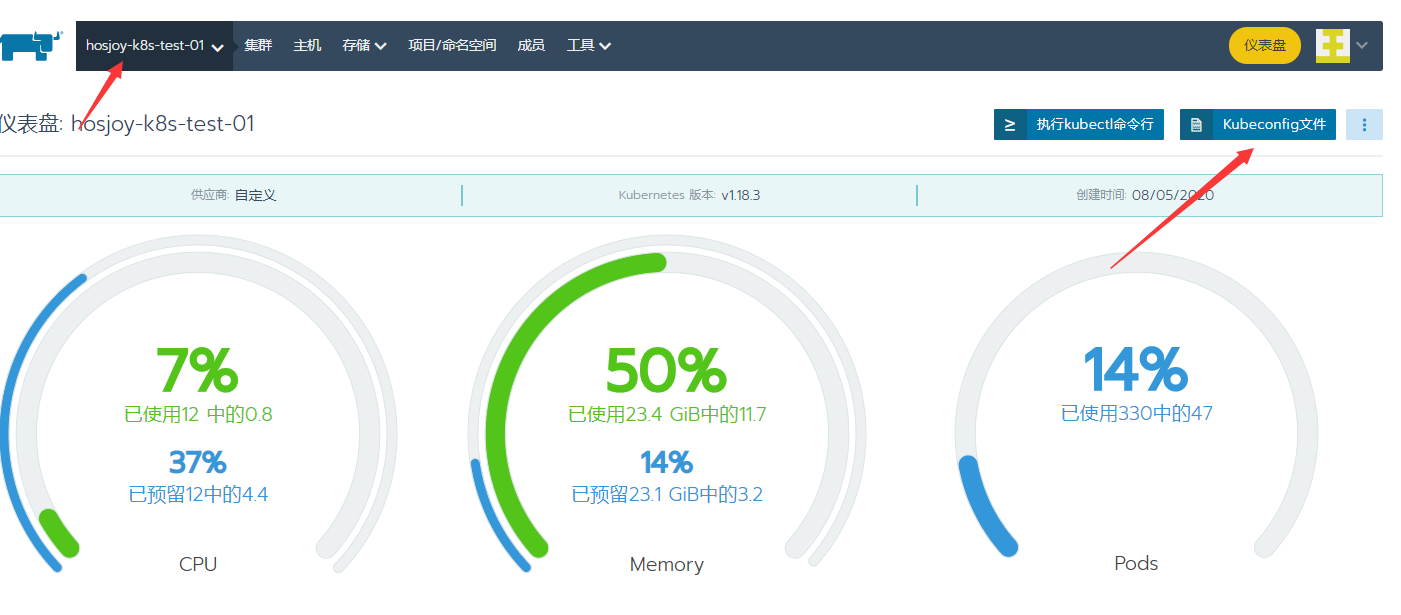 hosjoy-k8s-test-01 集群 主机 存储 项目/命名空间 成员 工具 仪表盘
仪表盘: hosjoy-k8s-test-01 执行kubectl命令行 Kubeconfig文件
供应商: 自定义 Kubernetes 版本: v1.18.3 创建时间: 08/05/2020
7% 50% 14%
已使用12 中的0.8 已使用23.4 GiB中的11.7 已使用330中的47
37% 14%
已预留12中的4.4 已预留23.1 GiB中的3.2
CPU Memory Pods